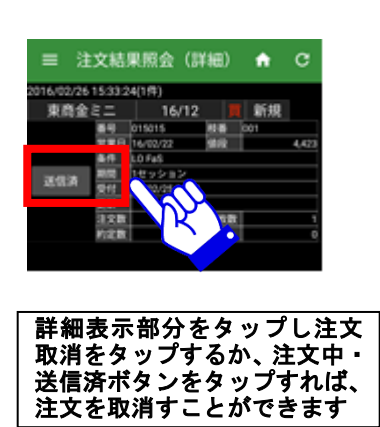 注文結果照会（詳細）
2016/02/26 15:33:24(1件)
東商金ミニ 16/12 買 新規
番号 015015 枝番 001
営業日 16/02/22 値段 4,423
条件 LO FaS
送信済 期間 1セッション
受付
注文数 1
約定数 0
詳細表示部分をタップし注文
取消をタップするか、注文中・
送信済ボタンをタップすれば、
注文を取消すことができます